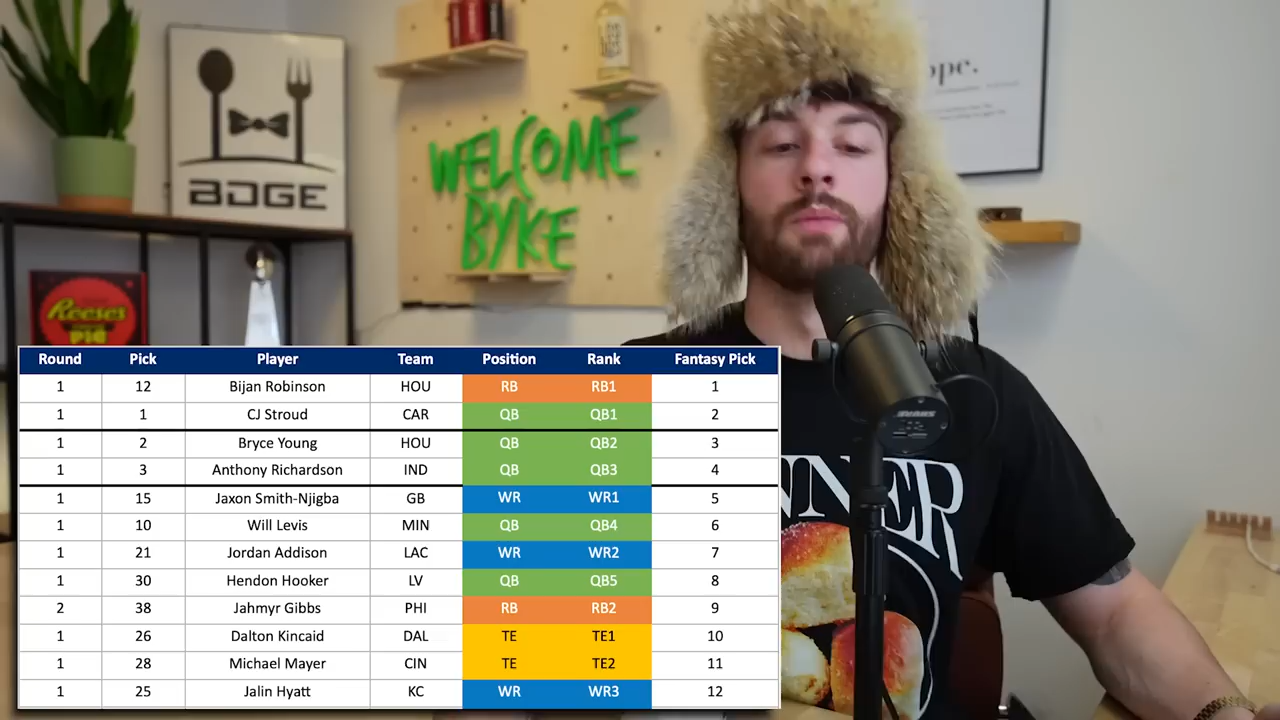 ope.
WELCOME
BYKE
BDGE
Reese's
PIE
NNER
Round Pick Player Team Position Rank Fantasy Pick
1 12 Bijan Robinson HOU RB RB1 1
1 1 CJ Stroud CAR QB QB1 2
1 2 Bryce Young HOU QB QB2 3
1 3 Anthony Richardson IND QB QB3 4
1 15 Jaxon Smith-Njigba GB WR WR1 5
1 10 Will Levis MIN QB QB4 6
1 21 Jordan Addison LAC WR WR2 7
1 30 Hendon Hooker LV QB QB5 8
2 38 Jahmyr Gibbs PHI RB RB2 9
1 26 Dalton Kincaid DAL TE TE1 10
1 28 Michael Mayer CIN TE TE2 11
1 25 Jalin Hyatt KC WR WR3 12